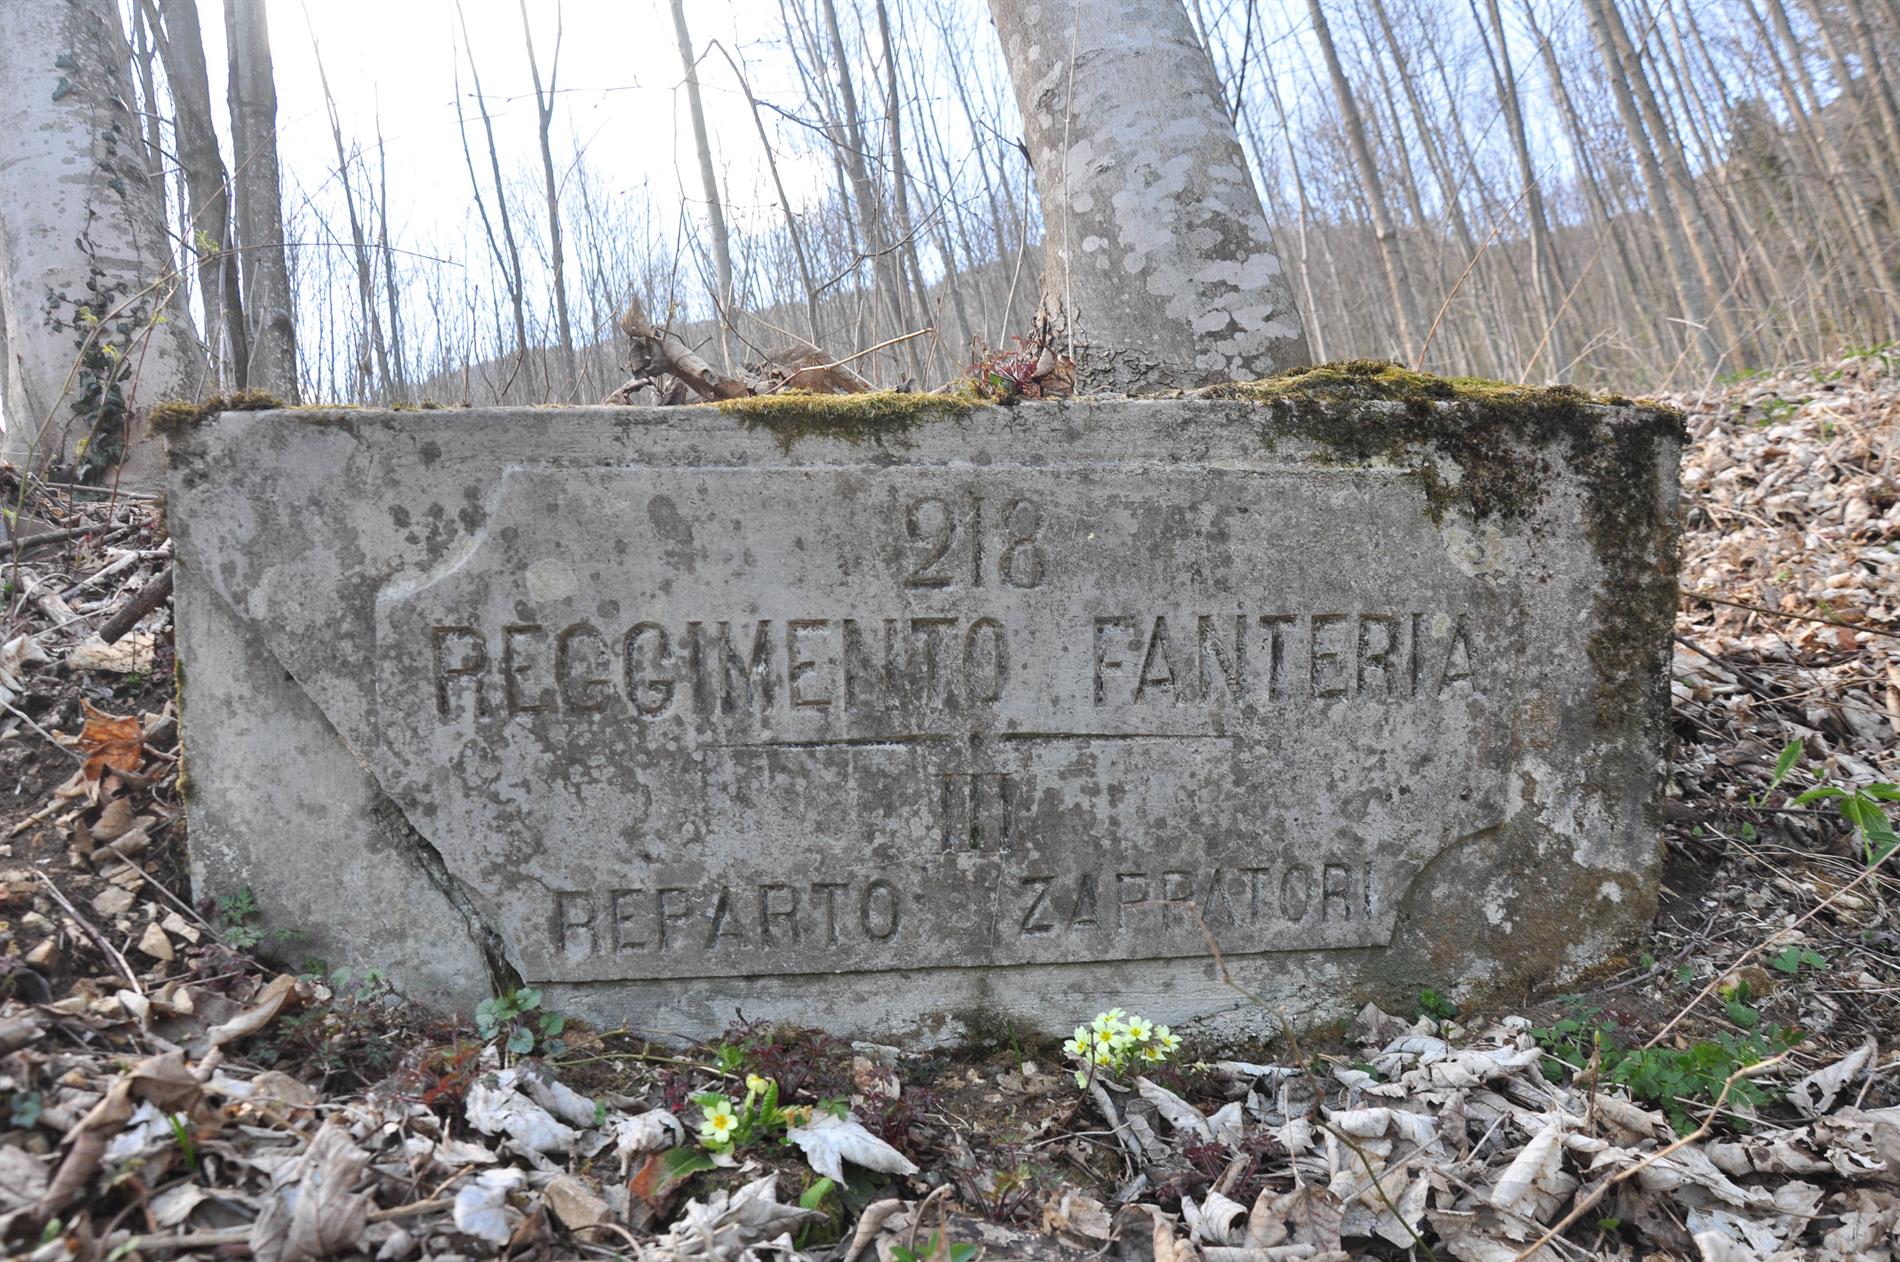 218
REGGIMENTO FANTERIA
III
REPARTO ZAPPATORI